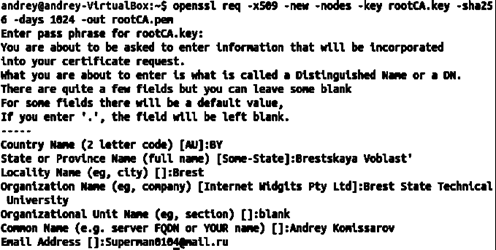 andrey@andrey-VirtualBox:~$ openssl req -x509 -new -nodes -key rootCA.key -sha25
6 -days 1024 -out rootCA.pem
Enter pass phrase for rootCA.key:
You are about to be asked to enter information that will be incorporated
into your certificate request.
What you are about to enter is what is called a Distinguished Name or a DN.
There are quite a few fields but you can leave some blank
For some fields there will be a default value,
If you enter '.', the field will be left blank.
-----
Country Name (2 letter code) [AU]:BY
State or Province Name (full name) [Some-State]:Brestskaya Voblast'
Locality Name (eg, city) []:Brest
Organization Name (eg, company) [Internet Widgits Pty Ltd]:Brest State Technical
 University
Organizational Unit Name (eg, section) []:blank
Common Name (e.g. server FQDN or YOUR name) []:Andrey Komissarov
Email Address []:Superman0104@mail.ru